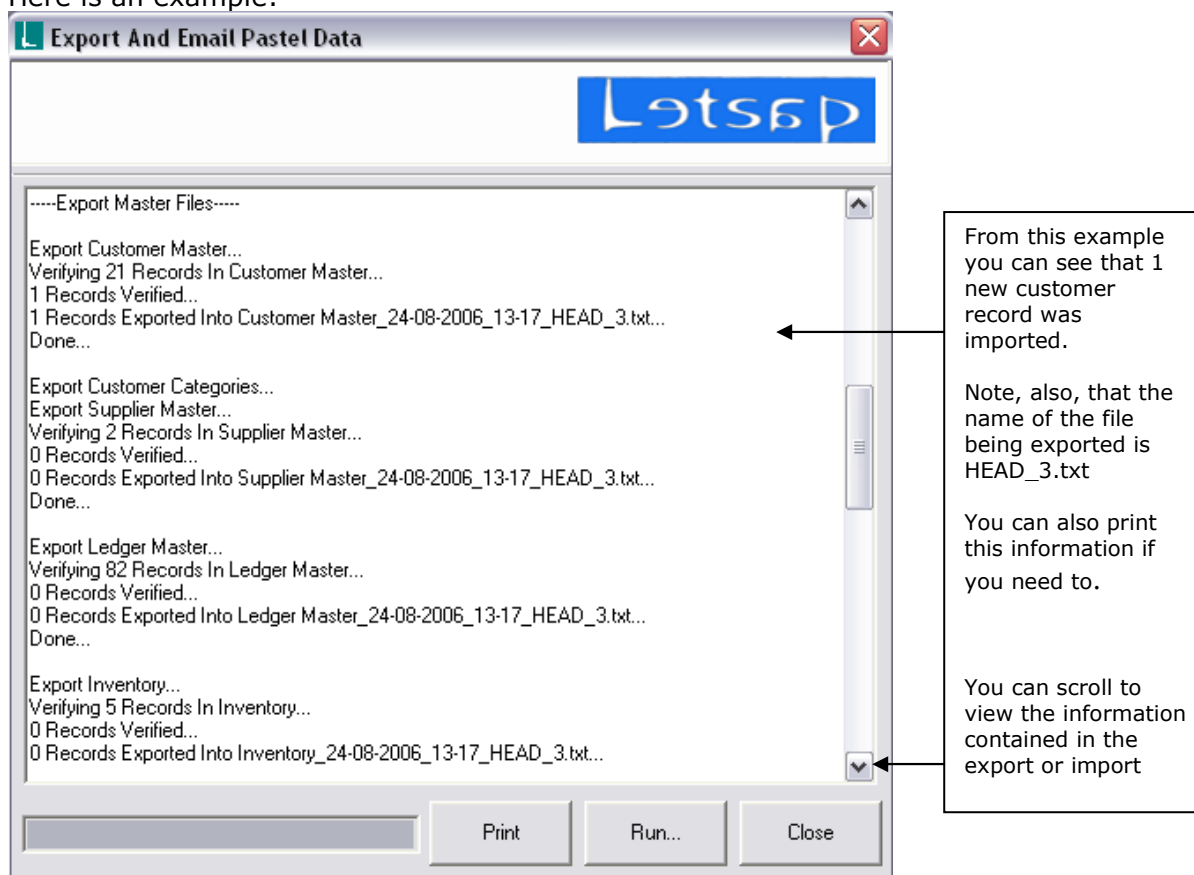 Here is an example:
Export And Email Pastel Data
Letsap
-----Export Master Files-----
Export Customer Master...
Verifying 21 Records In Customer Master...
1 Records Verified...
1 Records Exported Into Customer Master_24-08-2006_13-17_HEAD_3.txt...
Done...
Export Customer Categories...
Export Supplier Master...
Verifying 2 Records In Supplier Master...
0 Records Verified...
0 Records Exported Into Supplier Master_24-08-2006_13-17_HEAD_3.txt...
Done...
Export Ledger Master...
Verifying 82 Records In Ledger Master...
0 Records Verified...
0 Records Exported Into Ledger Master_24-08-2006_13-17_HEAD_3.txt...
Done...
Export Inventory...
Verifying 5 Records In Inventory...
0 Records Verified...
0 Records Exported Into Inventory_24-08-2006_13-17_HEAD_3.txt...
Print
Run...
Close
From this example
you can see that 1
new customer
record was
imported.
Note, also, that the
name of the file
being exported is
HEAD_3.txt
You can also print
this information if
you need to.
You can scroll to
view the information
contained in the
export or import